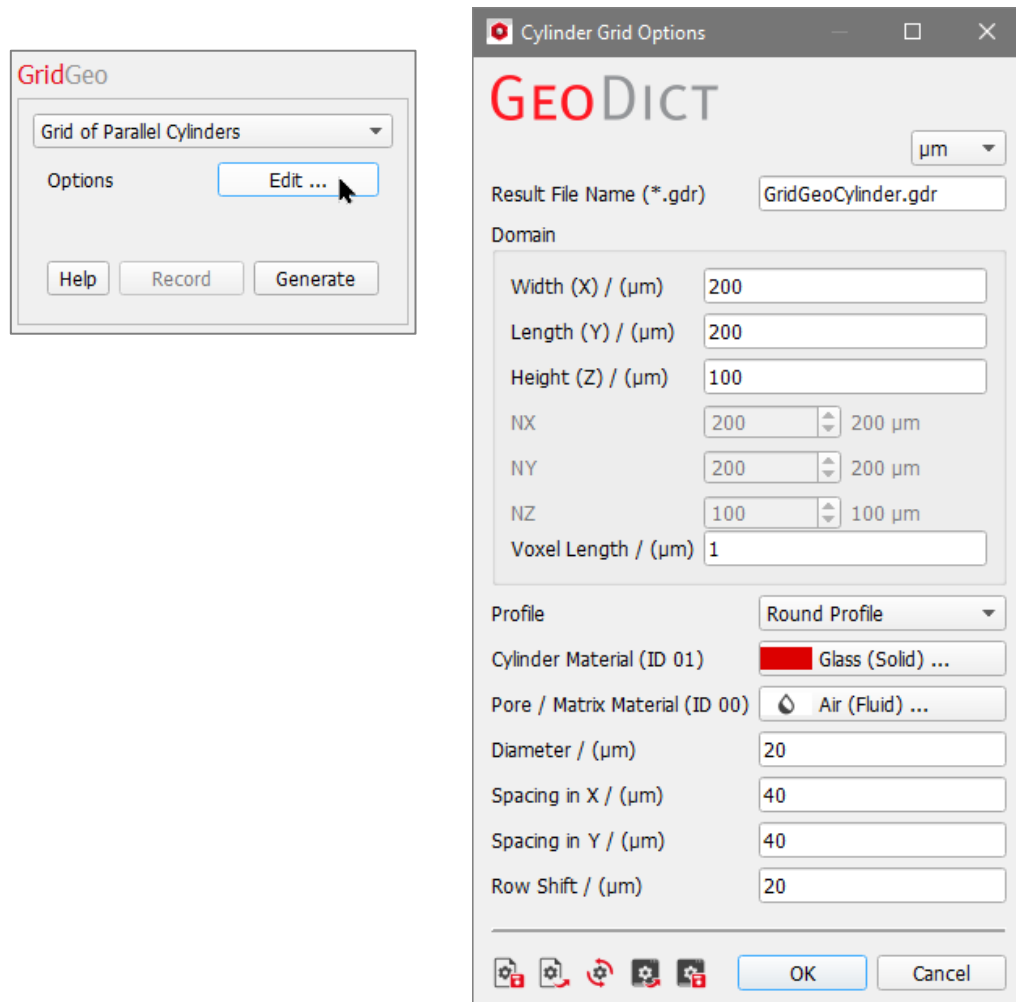 GridGeo
Grid of Parallel Cylinders
Options
Edit ...
Help
Record
Generate
Cylinder Grid Options
GEODICT
µm
Result File Name (*.gdr)
GridGeoCylinder.gdr
Domain
Width (X) / (µm)
200
Length (Y) / (µm)
200
Height (Z) / (µm)
100
NX
200
200 µm
NY
200
200 µm
NZ
100
100 µm
Voxel Length / (µm)
1
Profile
Round Profile
Cylinder Material (ID 01)
Glass (Solid) ...
Pore / Matrix Material (ID 00)
Air (Fluid) ...
Diameter / (µm)
20
Spacing in X / (µm)
40
Spacing in Y / (µm)
40
Row Shift / (µm)
20
OK
Cancel